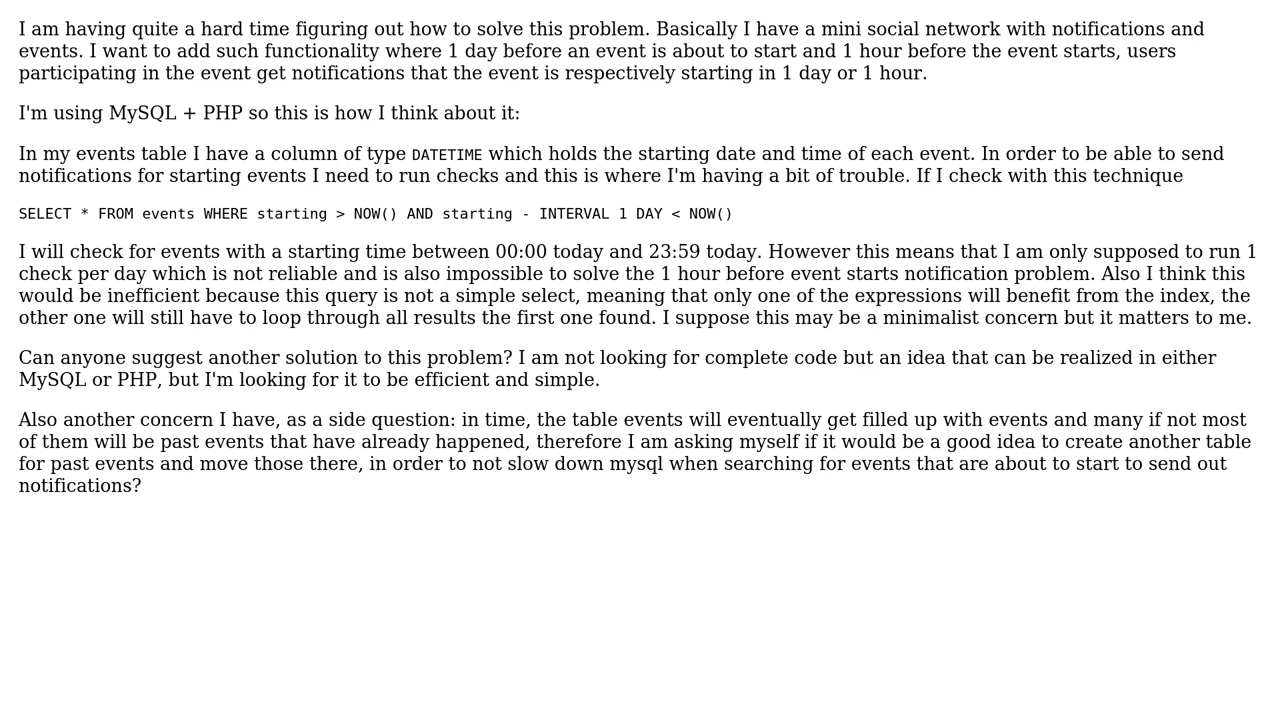 I am having quite a hard time figuring out how to solve this problem. Basically I have a mini social network with notifications and
events. I want to add such functionality where 1 day before an event is about to start and 1 hour before the event starts, users
participating in the event get notifications that the event is respectively starting in 1 day or 1 hour.
I'm using MySQL + PHP so this is how I think about it:
In my events table I have a column of type DATETIME which holds the starting date and time of each event. In order to be able to send
notifications for starting events I need to run checks and this is where I'm having a bit of trouble. If I check with this technique
SELECT * FROM events WHERE starting > NOW() AND starting - INTERVAL 1 DAY < NOW()
I will check for events with a starting time between 00:00 today and 23:59 today. However this means that I am only supposed to run 1
check per day which is not reliable and is also impossible to solve the 1 hour before event starts notification problem. Also I think this
would be inefficient because this query is not a simple select, meaning that only one of the expressions will benefit from the index, the
other one will still have to loop through all results the first one found. I suppose this may be a minimalist concern but it matters to me.
Can anyone suggest another solution to this problem? I am not looking for complete code but an idea that can be realized in either
MySQL or PHP, but I'm looking for it to be efficient and simple.
Also another concern I have, as a side question: in time, the table events will eventually get filled up with events and many if not most
of them will be past events that have already happened, therefore I am asking myself if it would be a good idea to create another table
for past events and move those there, in order to not slow down mysql when searching for events that are about to start to send out
notifications?